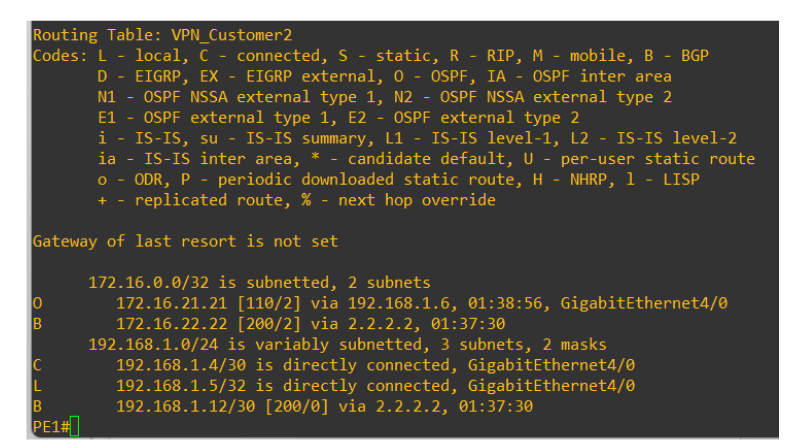 Routing Table: VPN_Customer2
Codes: L - local, C - connected, S - static, R - RIP, M - mobile, B - BGP
       D - EIGRP, EX - EIGRP external, O - OSPF, IA - OSPF inter area
       N1 - OSPF NSSA external type 1, N2 - OSPF NSSA external type 2
       E1 - OSPF external type 1, E2 - OSPF external type 2
       i - IS-IS, su - IS-IS summary, L1 - IS-IS level-1, L2 - IS-IS level-2
       ia - IS-IS inter area, * - candidate default, U - per-user static route
       o - ODR, P - periodic downloaded static route, H - NHRP, l - LISP
       + - replicated route, % - next hop override
Gateway of last resort is not set
      172.16.0.0/32 is subnetted, 2 subnets
O        172.16.21.21 [110/2] via 192.168.1.6, 01:38:56, GigabitEthernet4/0
B        172.16.22.22 [200/2] via 2.2.2.2, 01:37:30
      192.168.1.0/24 is variably subnetted, 3 subnets, 2 masks
C        192.168.1.4/30 is directly connected, GigabitEthernet4/0
L        192.168.1.5/32 is directly connected, GigabitEthernet4/0
B        192.168.1.12/30 [200/0] via 2.2.2.2, 01:37:30
PE1#